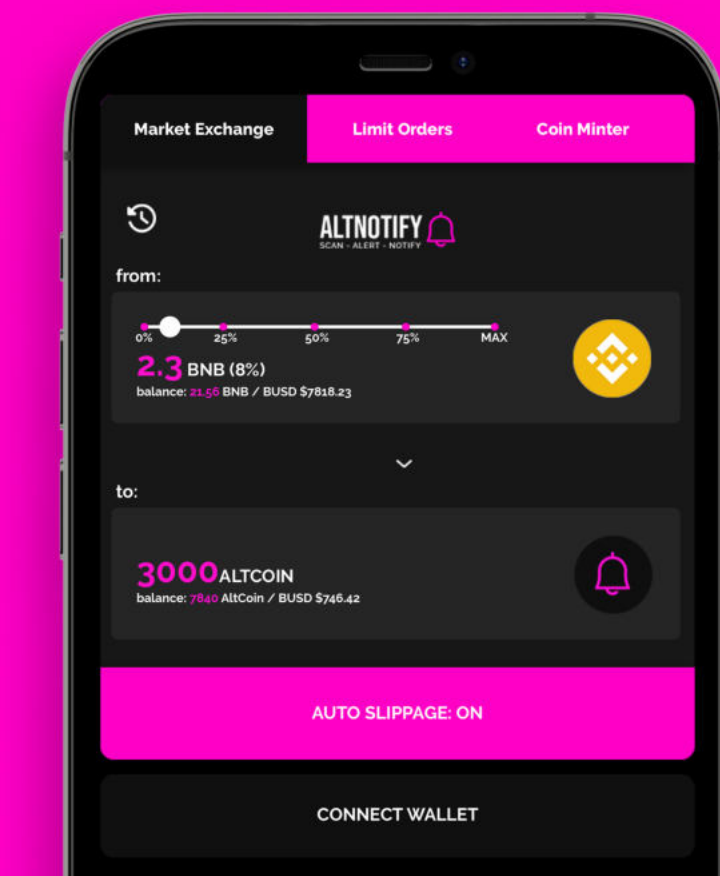 Market Exchange Limit Orders Coin Minter
ALTNOTIFY
SCAN - ALERT - NOTIFY
from:
0% 25% 50% 75% MAX
2.3 BNB (8%)
balance: 21.56 BNB / BUSD $7818.23
to:
3000 ALTCOIN
balance: 7840 AltCoin / BUSD $746.42
AUTO SLIPPAGE: ON
CONNECT WALLET